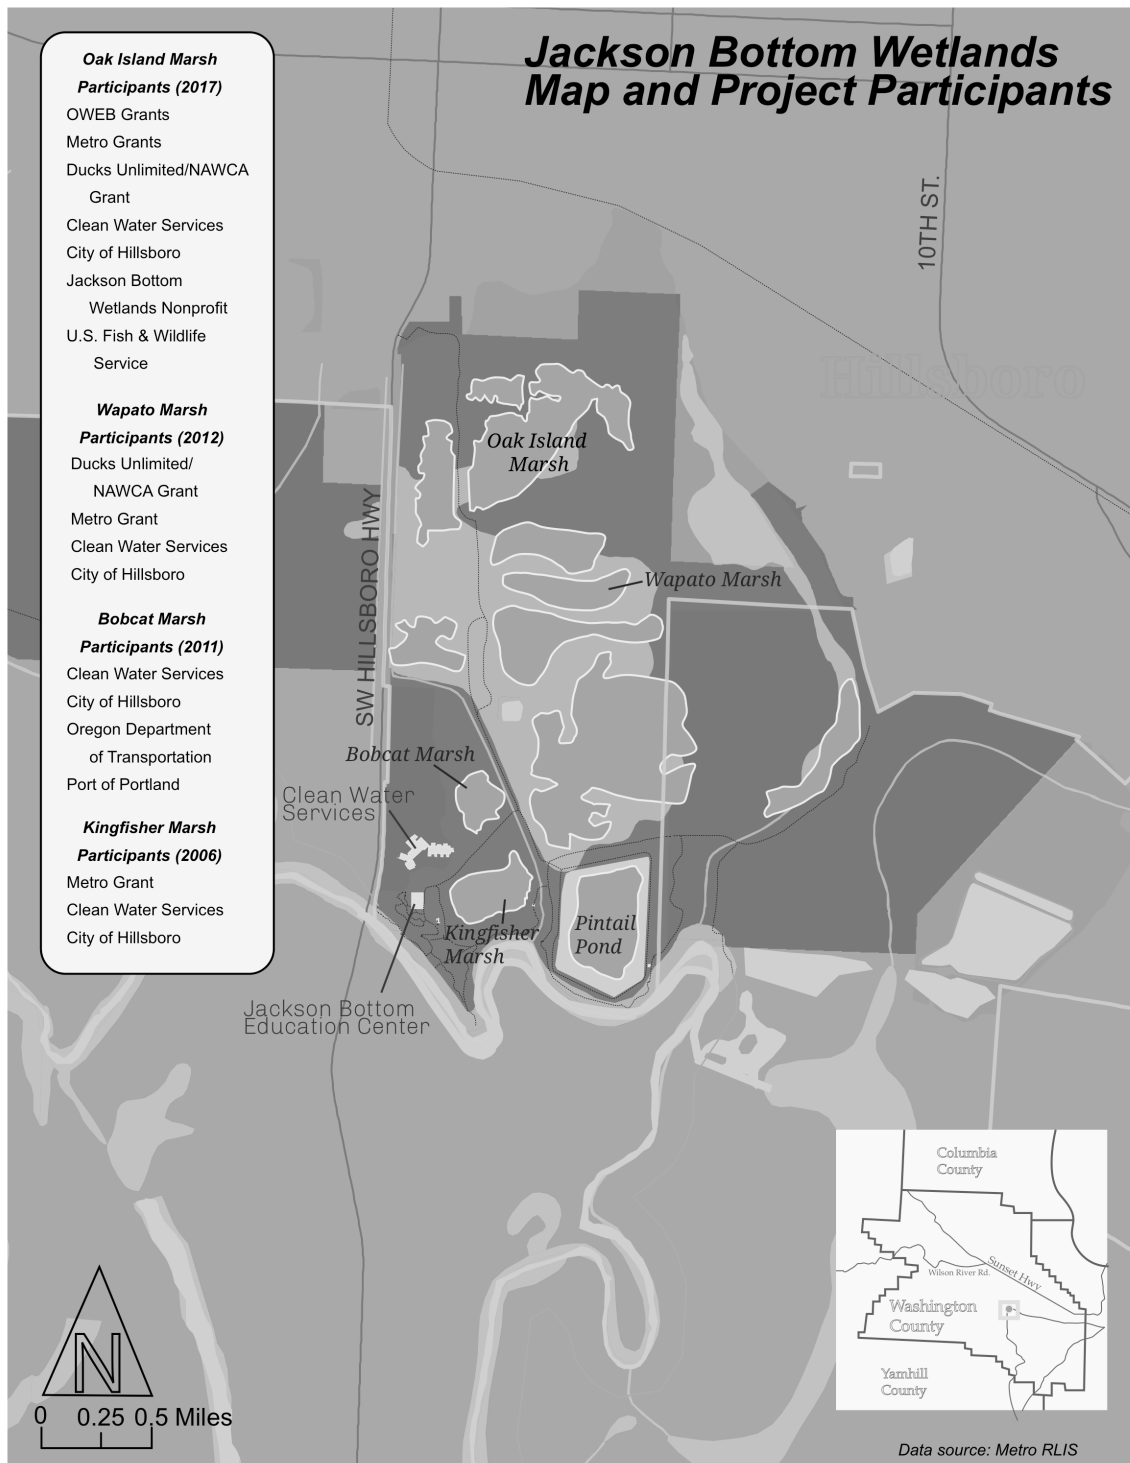 Jackson Bottom Wetlands
Map and Project Participants
Oak Island Marsh
Participants (2017)
OWEB Grants
Metro Grants
Ducks Unlimited/NAWCA
Grant
Clean Water Services
City of Hillsboro
Jackson Bottom
Wetlands Nonprofit
U.S. Fish & Wildlife
Service
Wapato Marsh
Participants (2012)
Ducks Unlimited/
NAWCA Grant
Metro Grant
Clean Water Services
City of Hillsboro
Bobcat Marsh
Participants (2011)
Clean Water Services
City of Hillsboro
Oregon Department
of Transportation
Port of Portland
Kingfisher Marsh
Participants (2006)
Metro Grant
Clean Water Services
City of Hillsboro
10TH ST.
Hillsboro
Oak Island
Marsh
SW HILLSBORO HWY
Wapato Marsh
Bobcat Marsh
Clean Water
Services
Kingfisher
Marsh
Pintail
Pond
Jackson Bottom
Education Center
Columbia
County
Sunset Hwy
Wilson River Rd.
Washington
County
Yamhill
County
N
0 0.25 0.5 Miles
Data source: Metro RLIS